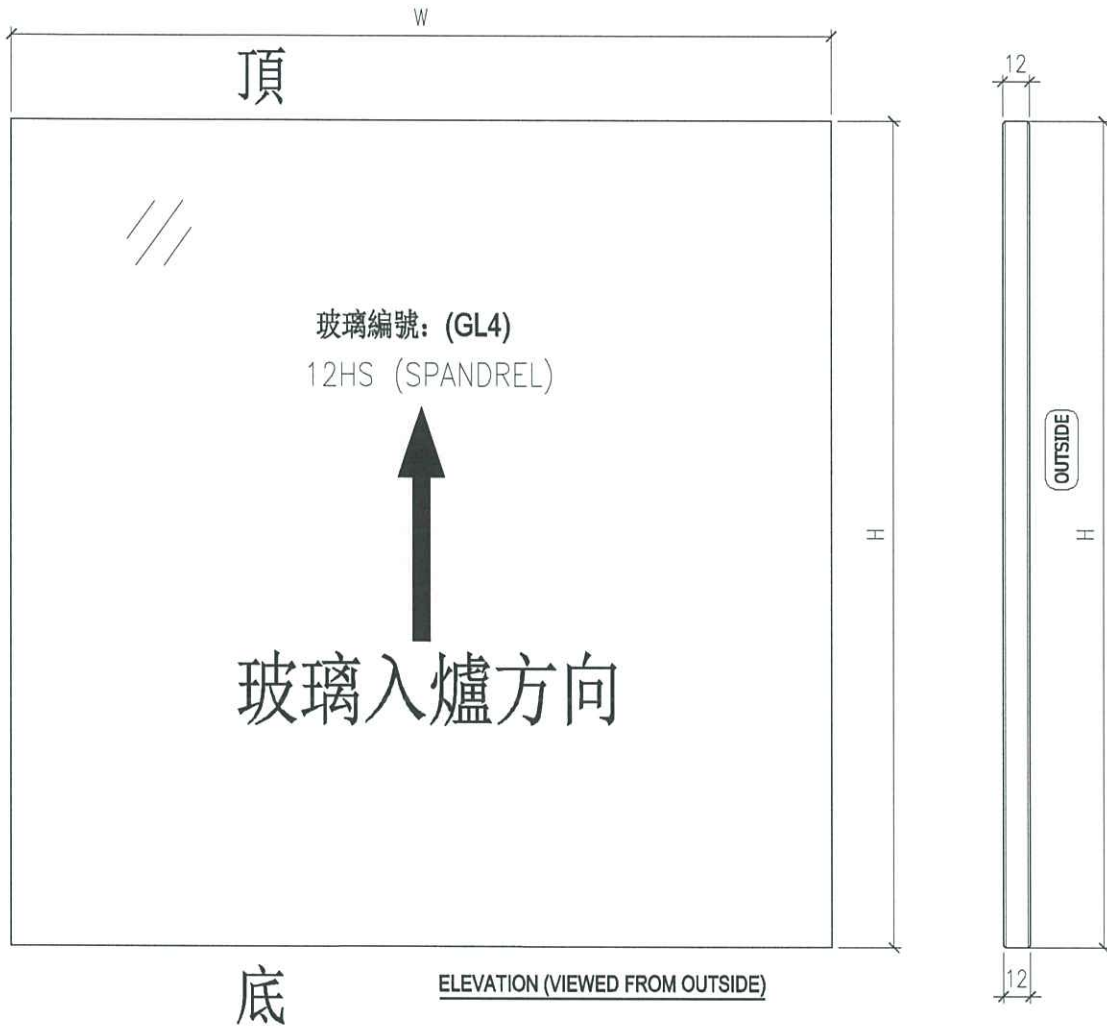 W
頂
12
玻璃編號：(GL4)
12HS (SPANDREL)
OUTSIDE
H
H
玻璃入爐方向
底
ELEVATION (VIEWED FROM OUTSIDE)
12